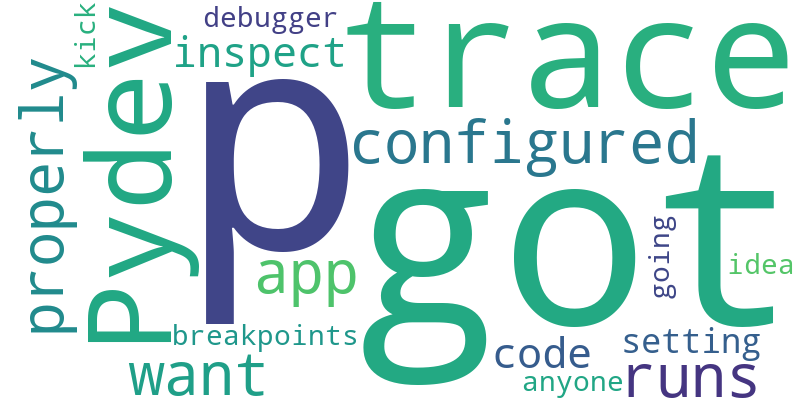 debugger
kick
trace
inspect
Pydev
properly
p
configured
got
app
going
idea
breakpoints
setting
code
want
anyone
runs